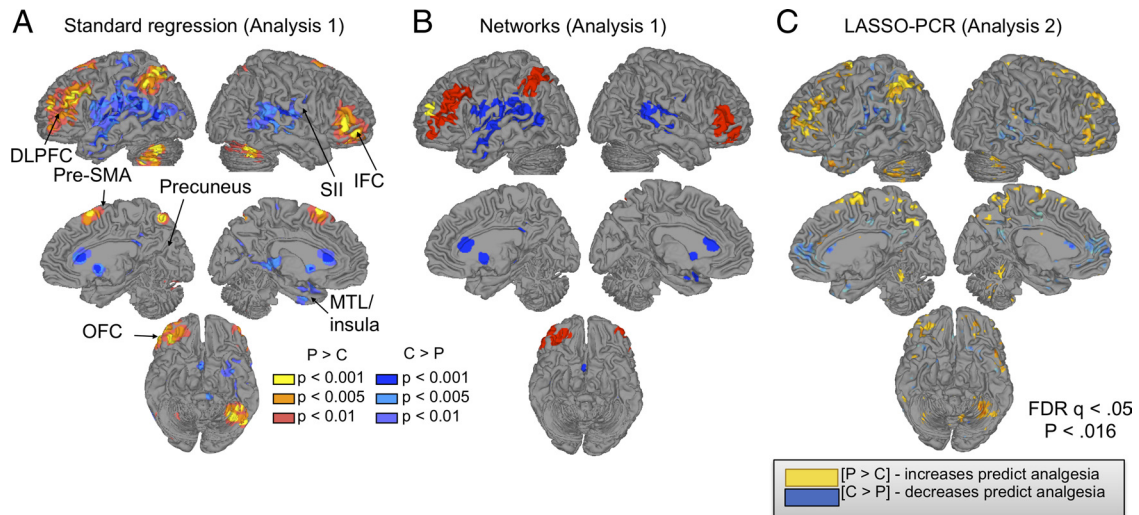 A
Standard regression (Analysis 1)
B
Networks (Analysis 1)
C
LASSO-PCR (Analysis 2)
DLPFC
Pre-SMA
Precuneus
SII
IFC
MTL/
insula
OFC
P > C
C > P
p < 0.001
p < 0.001
p < 0.005
p < 0.005
p < 0.01
p < 0.01
FDR q < .05
P < .016
[P > C] - increases predict analgesia
[C > P] - decreases predict analgesia